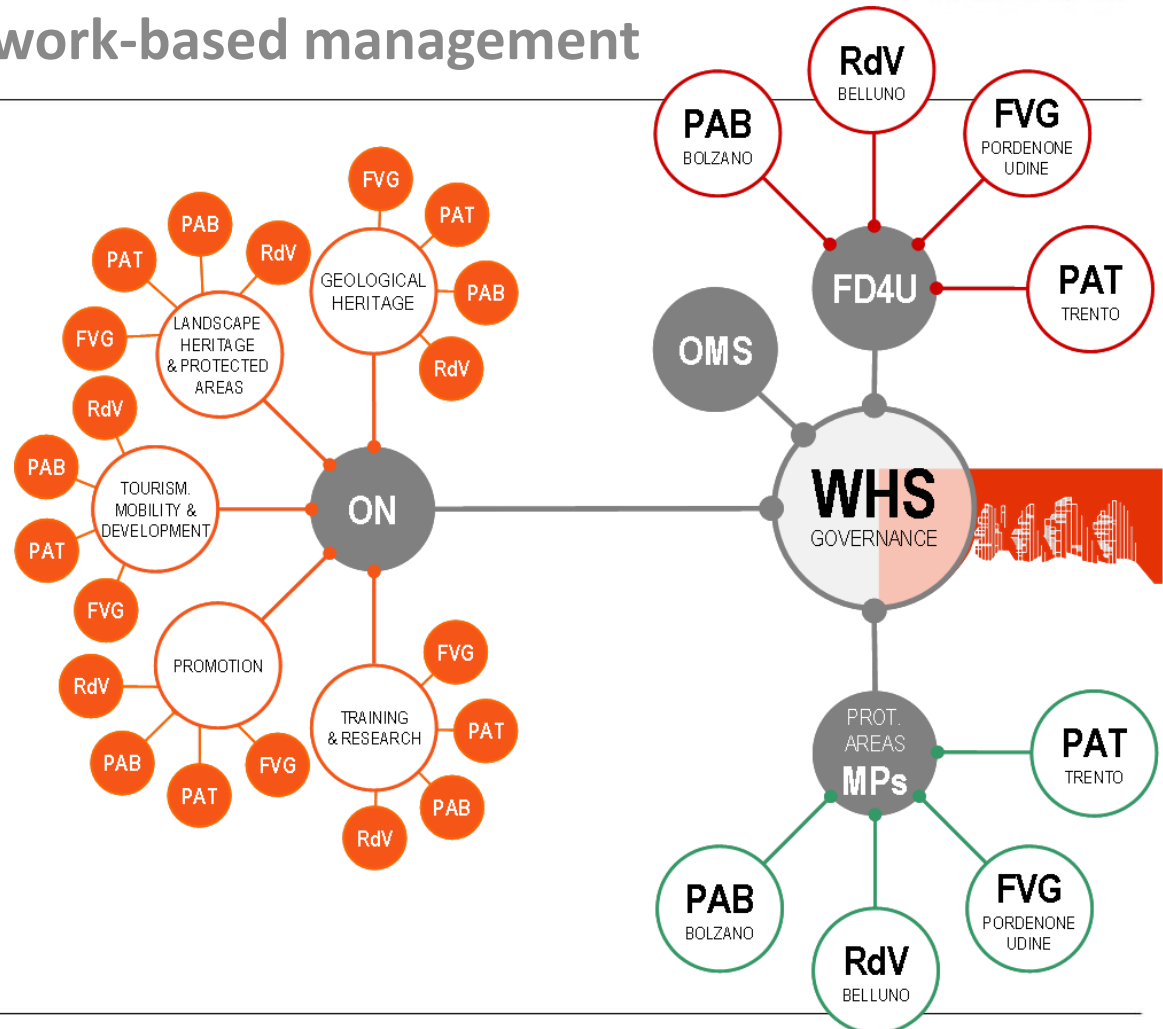 work-based management
RdV
BELLUNO
PAB
BOLZANO
FVG
PORDENONE
UDINE
PAT
TRENTO
FD4U
OMS
WHS
GOVERNANCE
ON
FVG
PAT
PAB
RdV
GEOLOGICAL
HERITAGE
PAB
RdV
PAT
FVG
LANDSCAPE
HERITAGE
& PROTECTED
AREAS
RdV
PAB
PAT
FVG
TOURISM.
MOBILITY &
DEVELOPMENT
PROMOTION
RdV
PAB
PAT
FVG
TRAINING
& RESEARCH
FVG
PAT
PAB
RdV
PROT.
AREAS
MPs
PAT
TRENTO
FVG
PORDENONE
UDINE
PAB
BOLZANO
RdV
BELLUNO